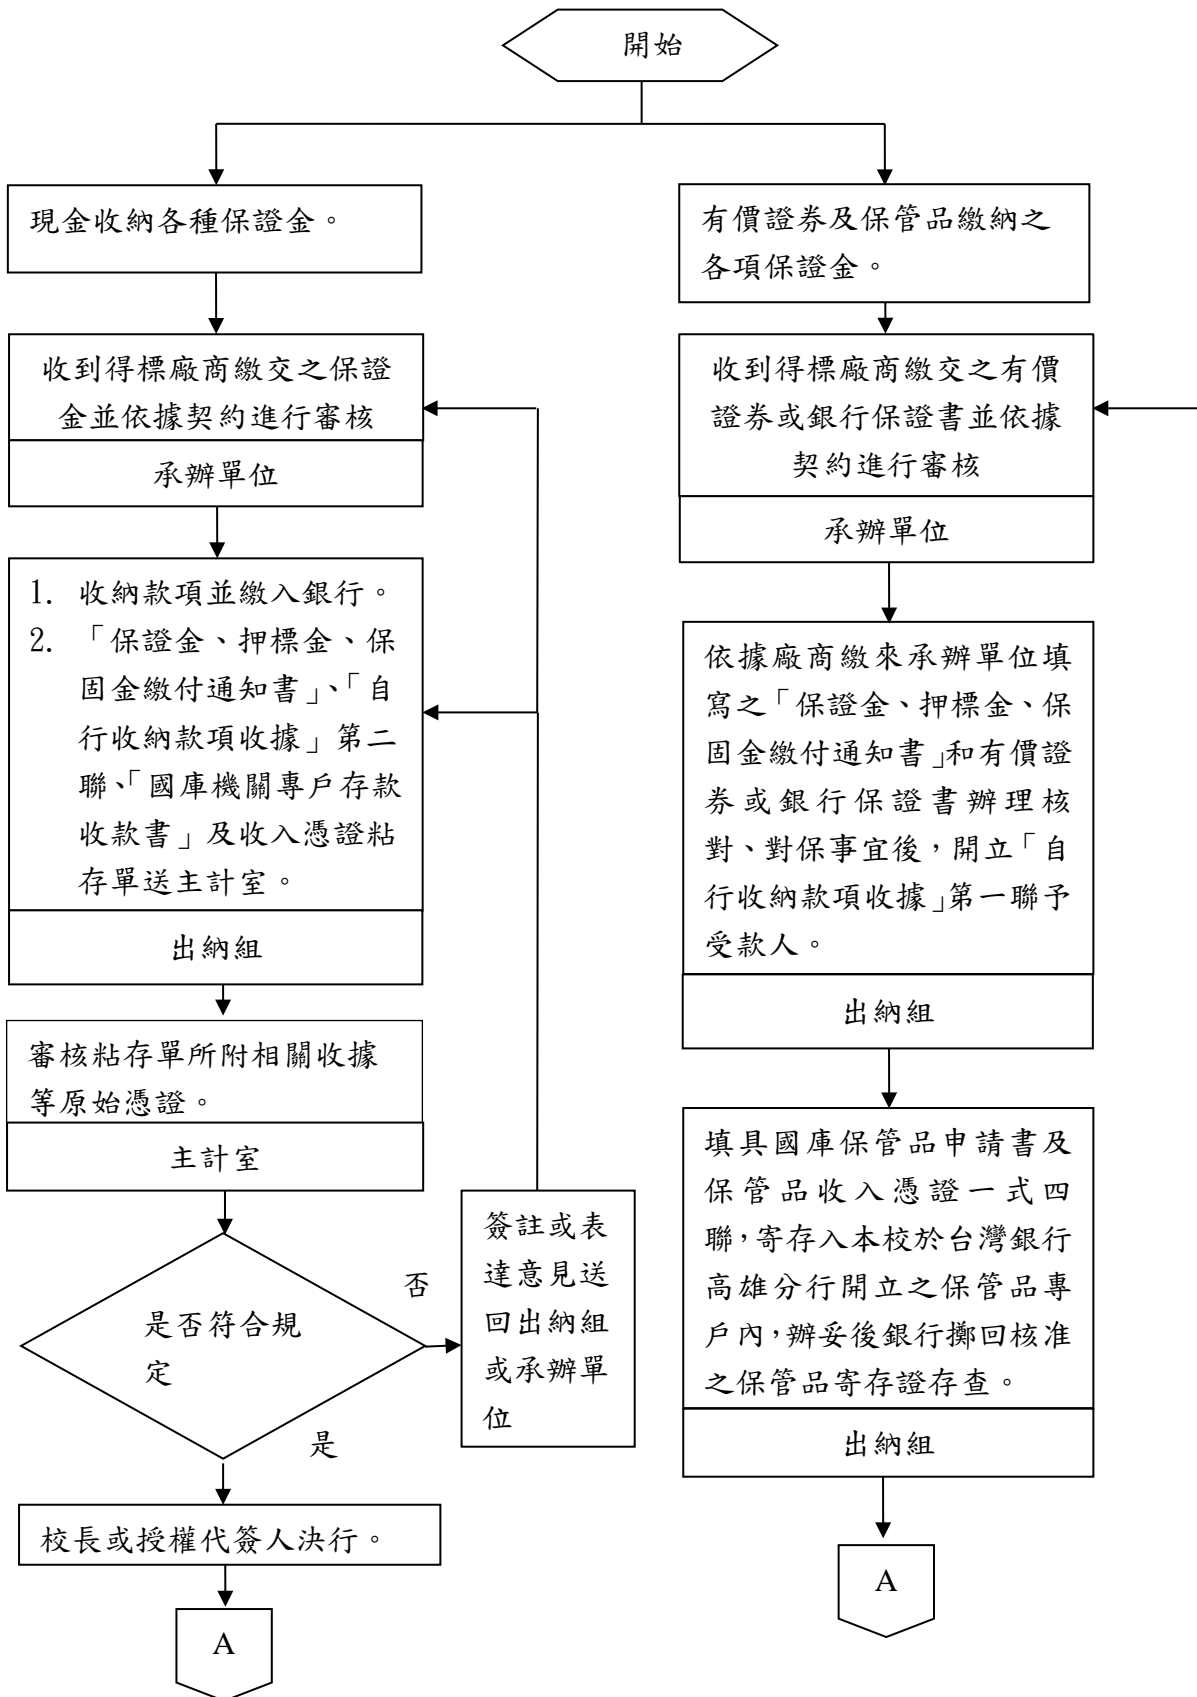 開始
現金收納各種保證金。
收到得標廠商繳交之保證
金並依據契約進行審核
承辦單位
1. 收納款項並繳入銀行。
2. 「保證金、押標金、保
固金繳付通知書」、「自
行收納款項收據」第二
聯、「國庫機關專戶存款
收款書」及收入憑證粘
存單送主計室。
出納組
審核粘存單所附相關收據
等原始憑證。
主計室
是否符合規
定
否
是
簽註或表
達意見送
回出納組
或承辦單
位
校長或授權代簽人決行。
A
有價證券及保管品繳納之
各項保證金。
收到得標廠商繳交之有價
證券或銀行保證書並依據
契約進行審核
承辦單位
依據廠商繳來承辦單位填
寫之「保證金、押標金、保
固金繳付通知書」和有價證
券或銀行保證書辦理核
對、對保事宜後，開立「自
行收納款項收據」第一聯予
受款人。
出納組
填具國庫保管品申請書及
保管品收入憑證一式四
聯，寄存入本校於台灣銀行
高雄分行開立之保管品專
戶內，辦妥後銀行擲回核准
之保管品寄存證存查。
出納組
A